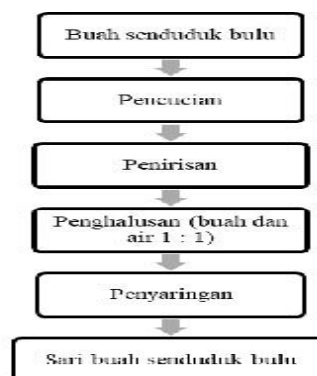 Buah senduduk bulu
Pencucian
Penirisan
Penghalusan (buah dan
air 1 : 1)
Penyaringan
Sari buah senduduk bulu